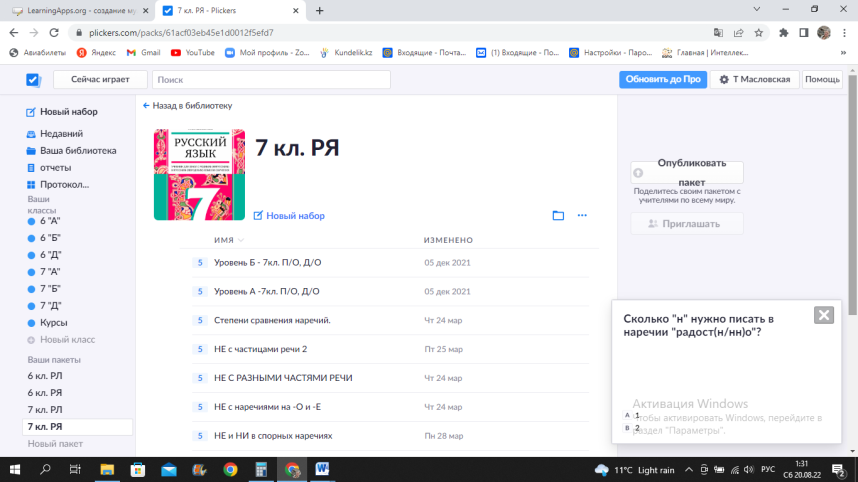 LearningApps.org - создание му
7 кл. РЯ - Plickers
plickers.com/packs/61acf03eb45e1d0012f5efd7
Авиабилеты
Яндекс
Gmail
YouTube
Мой профиль - Zo...
Kundelik.kz
Входящие - Почта...
(1) Входящие - По...
Настройки - Паро...
Главная | Интеллек...
Сейчас играет
Поиск
Обновить до Про
Т Масловская
Помощь
Новый набор
Недавний
Ваша библиотека
отчеты
Протокол...
Ваши
классы
6 "А"
6 "Б"
6 "Д"
7 "А"
7 "Б"
7 "Д"
Курсы
Новый класс
Ваши пакеты
6 кл. РЛ
6 кл. РЯ
7 кл. РЛ
7 кл. РЯ
Новый пакет
Назад в библиотеку
РУССКИЙ
ЯЗЫК
7
7 кл. РЯ
Новый набор
ИМЯ
ИЗМЕНЕНО
5 Уровень Б - 7кл. П/О, Д/О 05 дек 2021
5 Уровень А -7кл. П/О, Д/О 05 дек 2021
5 Степени сравнения наречий. Чт 24 мар
5 НЕ с частицами речи 2 Пт 25 мар
5 НЕ С РАЗНЫМИ ЧАСТЯМИ РЕЧИ Чт 24 мар
5 НЕ с наречиями на -О и -Е Чт 24 мар
5 НЕ и НИ в спорных наречиях Пн 28 мар
Опубликовать
пакет
Поделитесь своим пакетом с
учителями по всему миру.
Приглашать
Сколько "н" нужно писать в
наречии "радост(н/нн)о"?
A 1
B 2
Активация Windows
Чтобы активировать Windows, перейдите в
раздел "Параметры".
11°C Light rain
РУС
1:31
Сб 20.08.22
2